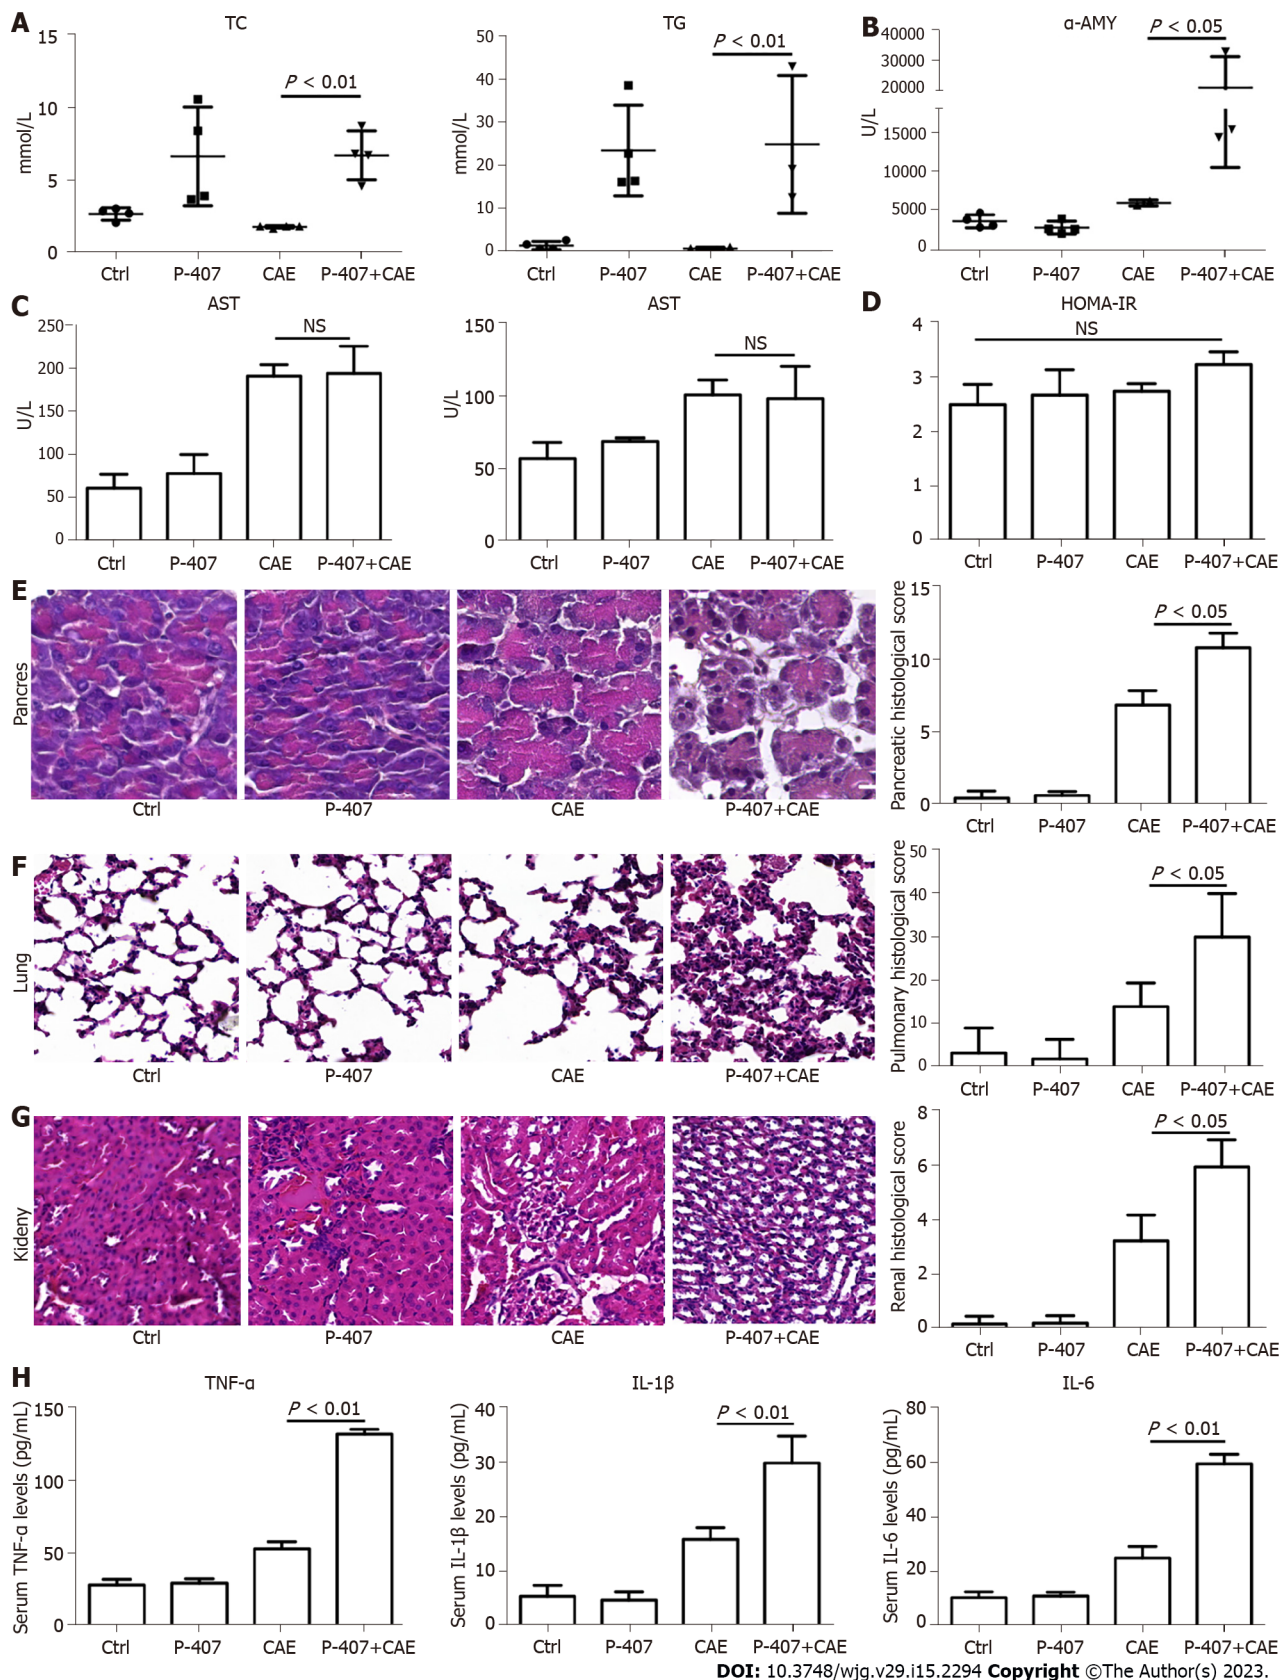 A
TC
15
10
5
0
mmol/L
P < 0.01
Ctrl P-407 CAE P-407+CAE
TG
50
40
30
20
10
0
mmol/L
P < 0.01
Ctrl P-407 CAE P-407+CAE
B
α-AMY
40000
30000
20000
15000
10000
5000
0
U/L
P < 0.05
Ctrl P-407 CAE P-407+CAE
C
AST
250
200
150
100
50
0
U/L
NS
Ctrl P-407 CAE P-407+CAE
AST
150
100
50
0
U/L
NS
Ctrl P-407 CAE P-407+CAE
D
HOMA-IR
4
3
2
1
0
NS
Ctrl P-407 CAE P-407+CAE
E
Pancres
Ctrl P-407 CAE P-407+CAE
Pancreatic histological score
15
10
5
0
P < 0.05
Ctrl P-407 CAE P-407+CAE
F
Lung
Ctrl P-407 CAE P-407+CAE
Pulmonary histological score
50
40
30
20
10
0
P < 0.05
Ctrl P-407 CAE P-407+CAE
G
Kideny
Ctrl P-407 CAE P-407+CAE
Renal histological score
8
6
4
2
0
P < 0.05
Ctrl P-407 CAE P-407+CAE
H
TNF-α
Serum TNF-α levels (pg/mL)
150
100
50
0
P < 0.01
Ctrl P-407 CAE P-407+CAE
IL-1β
Serum IL-1β levels (pg/mL)
40
30
20
10
0
P < 0.01
Ctrl P-407 CAE P-407+CAE
IL-6
Serum IL-6 levels (pg/mL)
80
60
40
20
0
P < 0.01
Ctrl P-407 CAE P-407+CAE
DOI: 10.3748/wjg.v29.i15.2294 Copyright ©The Author(s) 2023.